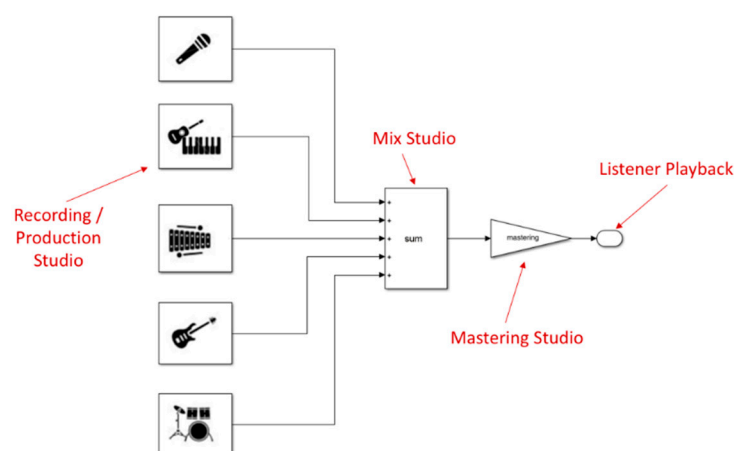 Mix Studio
Listener Playback
Recording /
Production
Studio
+
+
+
+
+
sum
mastering
Mastering Studio